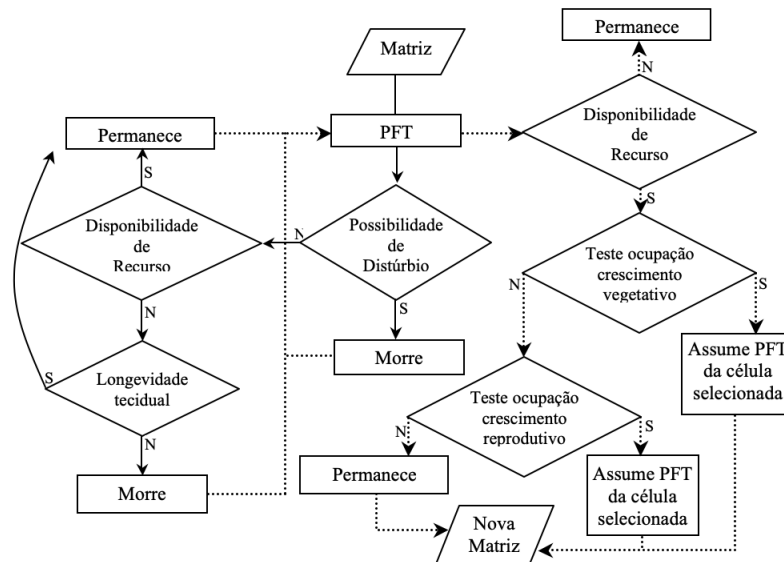 Permanece
Matriz
Permanece
PFT
N
Disponibilidade
de
Recurso
S
S
Disponibilidade
de
Recurso
N
Possibilidade
de
Distúrbio
Teste ocupação
crescimento
vegetativo
N
S
N
S
Longevidade
tecidual
S
Morre
Assume PFT
da célula
selecionada
N
Teste ocupação
crescimento
reprodutivo
N
S
Morre
Permanece
Assume PFT
da célula
selecionada
Nova
Matriz